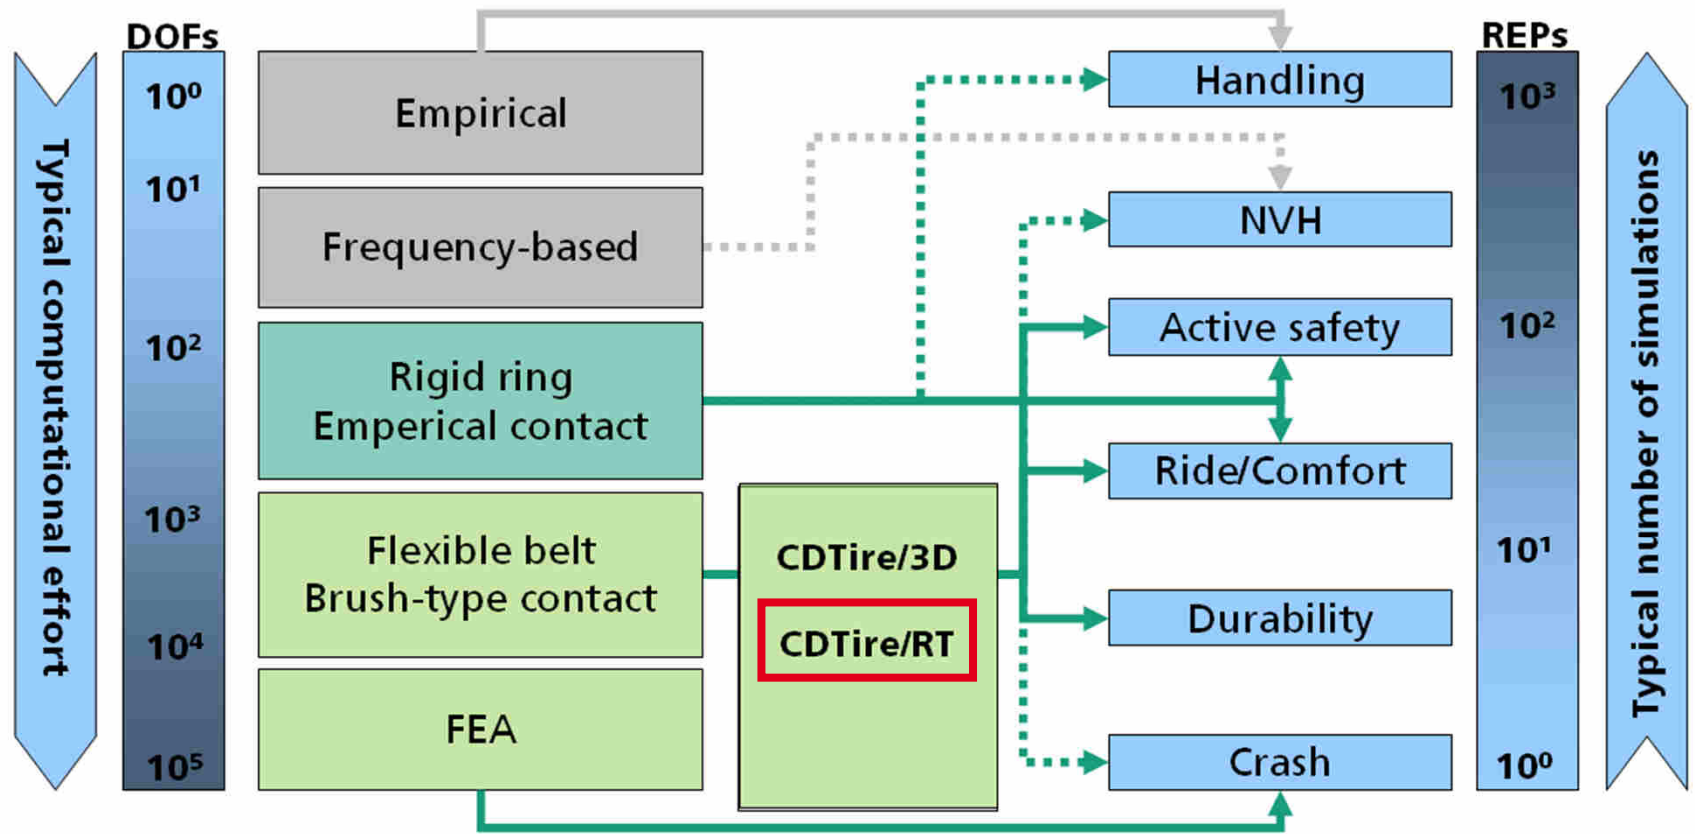 DOFs
REPs
Typical computational effort
10⁰
10¹
10²
10³
10⁴
10⁵
Empirical
Frequency-based
Rigid ring
Emperical contact
Flexible belt
Brush-type contact
FEA
CDTire/3D
CDTire/RT
Handling
NVH
Active safety
Ride/Comfort
Durability
Crash
10³
10²
10¹
10⁰
Typical number of simulations